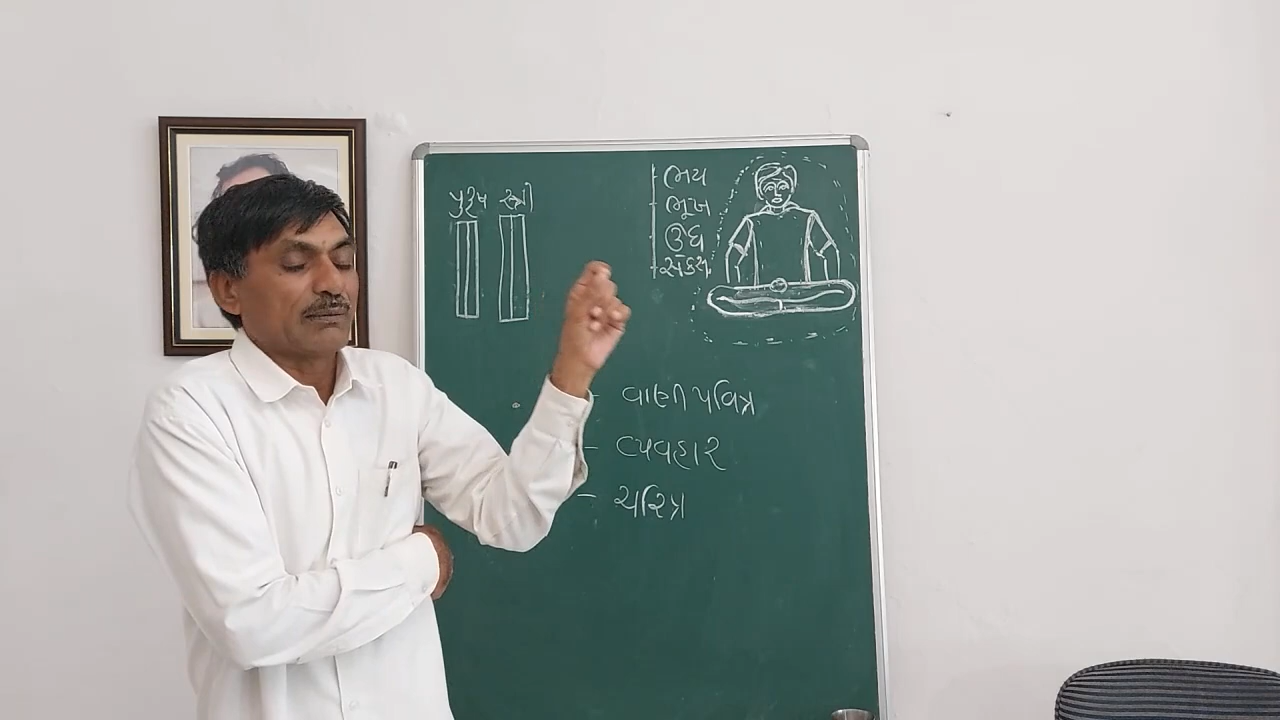 પુરૂષ સ્ત્રી
ભય
ભૂખ
ઉંઘ
- વાણી પવિત્ર
- વ્યવહાર
- ચરિત્ર